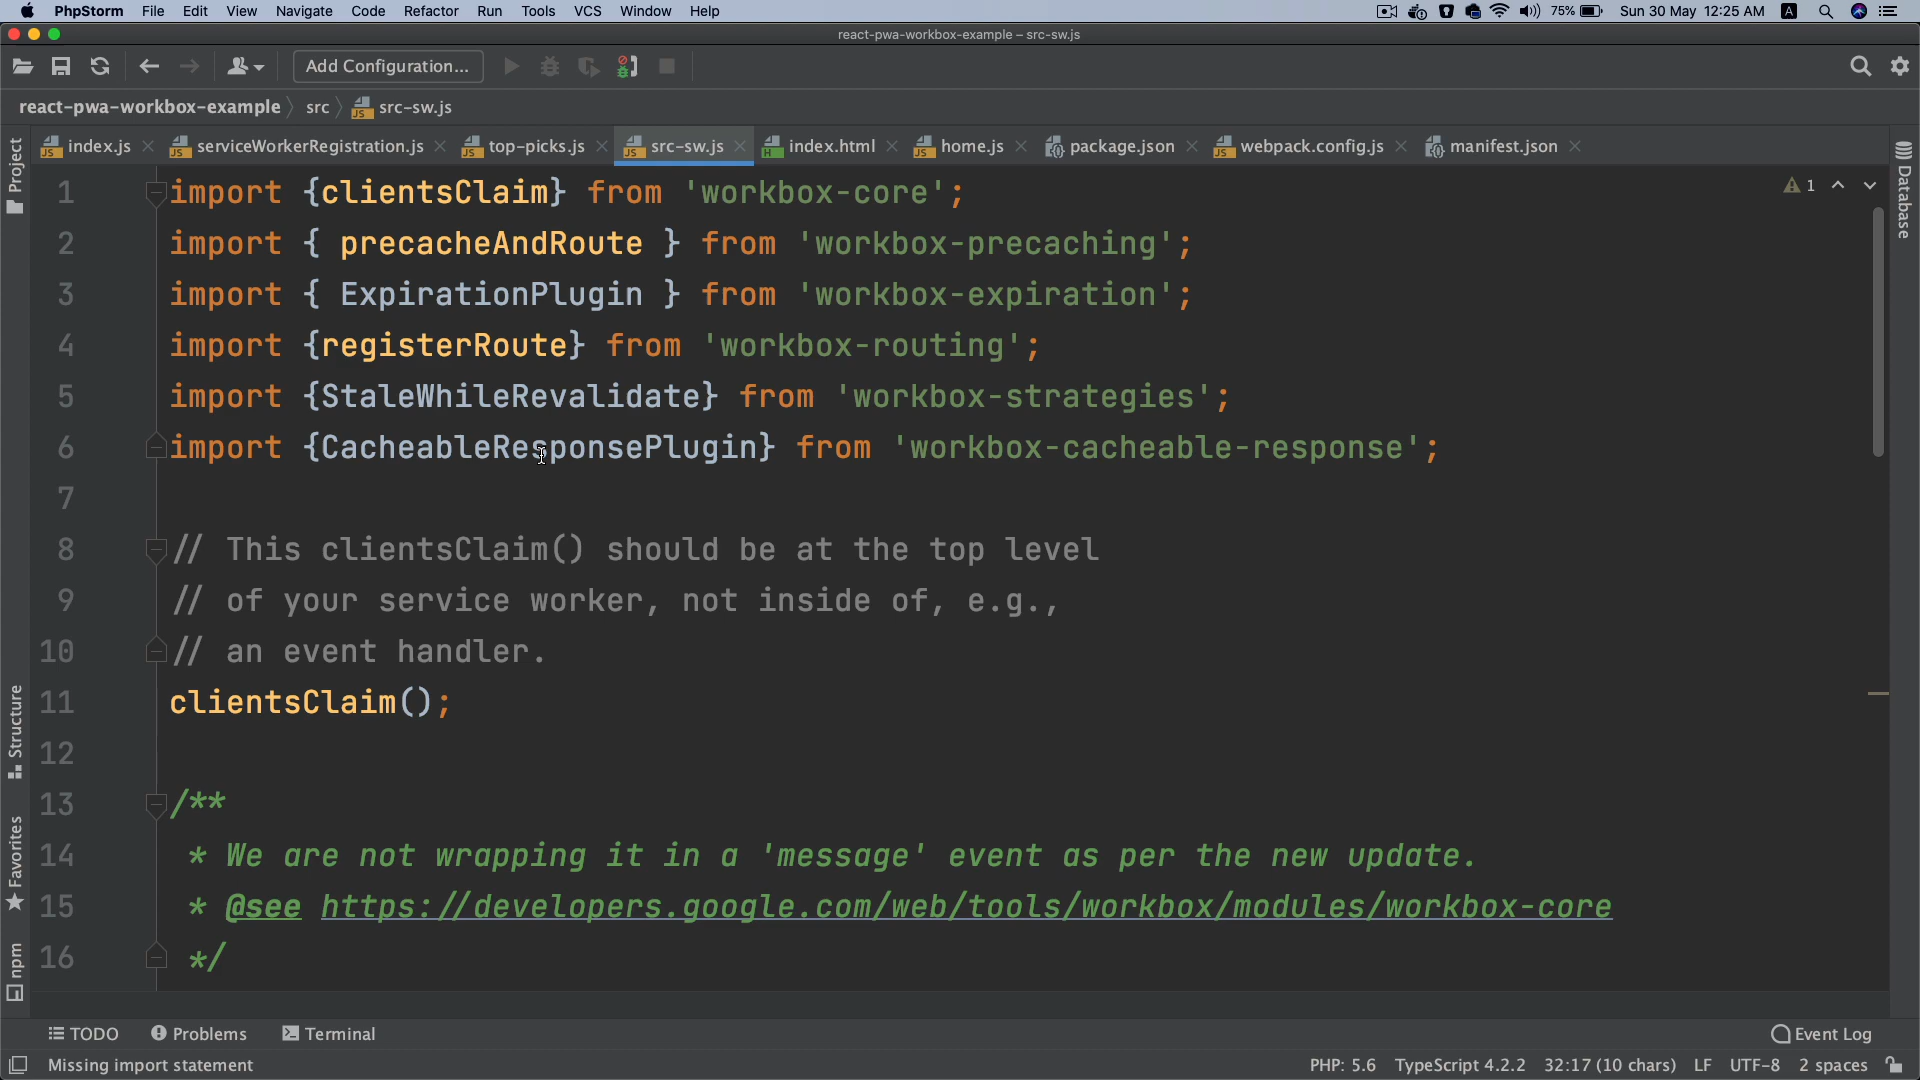 PhpStorm File Edit View Navigate Code Refactor Run Tools VCS Window Help 75% Sun 30 May 12:25 AM A
react-pwa-workbox-example – src-sw.js
Add Configuration...
react-pwa-workbox-example src src-sw.js
index.js serviceWorkerRegistration.js top-picks.js src-sw.js index.html home.js package.json webpack.config.js manifest.json
Project
Structure
Favorites
npm
Database
1
1 import {clientsClaim} from 'workbox-core';
2 import { precacheAndRoute } from 'workbox-precaching';
3 import { ExpirationPlugin } from 'workbox-expiration';
4 import {registerRoute} from 'workbox-routing';
5 import {StaleWhileRevalidate} from 'workbox-strategies';
6 import {CacheableResponsePlugin} from 'workbox-cacheable-response';
7
8 // This clientsClaim() should be at the top level
9 // of your service worker, not inside of, e.g.,
10 // an event handler.
11 clientsClaim();
12
13 /**
14 * We are not wrapping it in a 'message' event as per the new update.
15 * @see https://developers.google.com/web/tools/workbox/modules/workbox-core
16 */
TODO Problems Terminal Event Log
Missing import statement PHP: 5.6 TypeScript 4.2.2 32:17 (10 chars) LF UTF-8 2 spaces